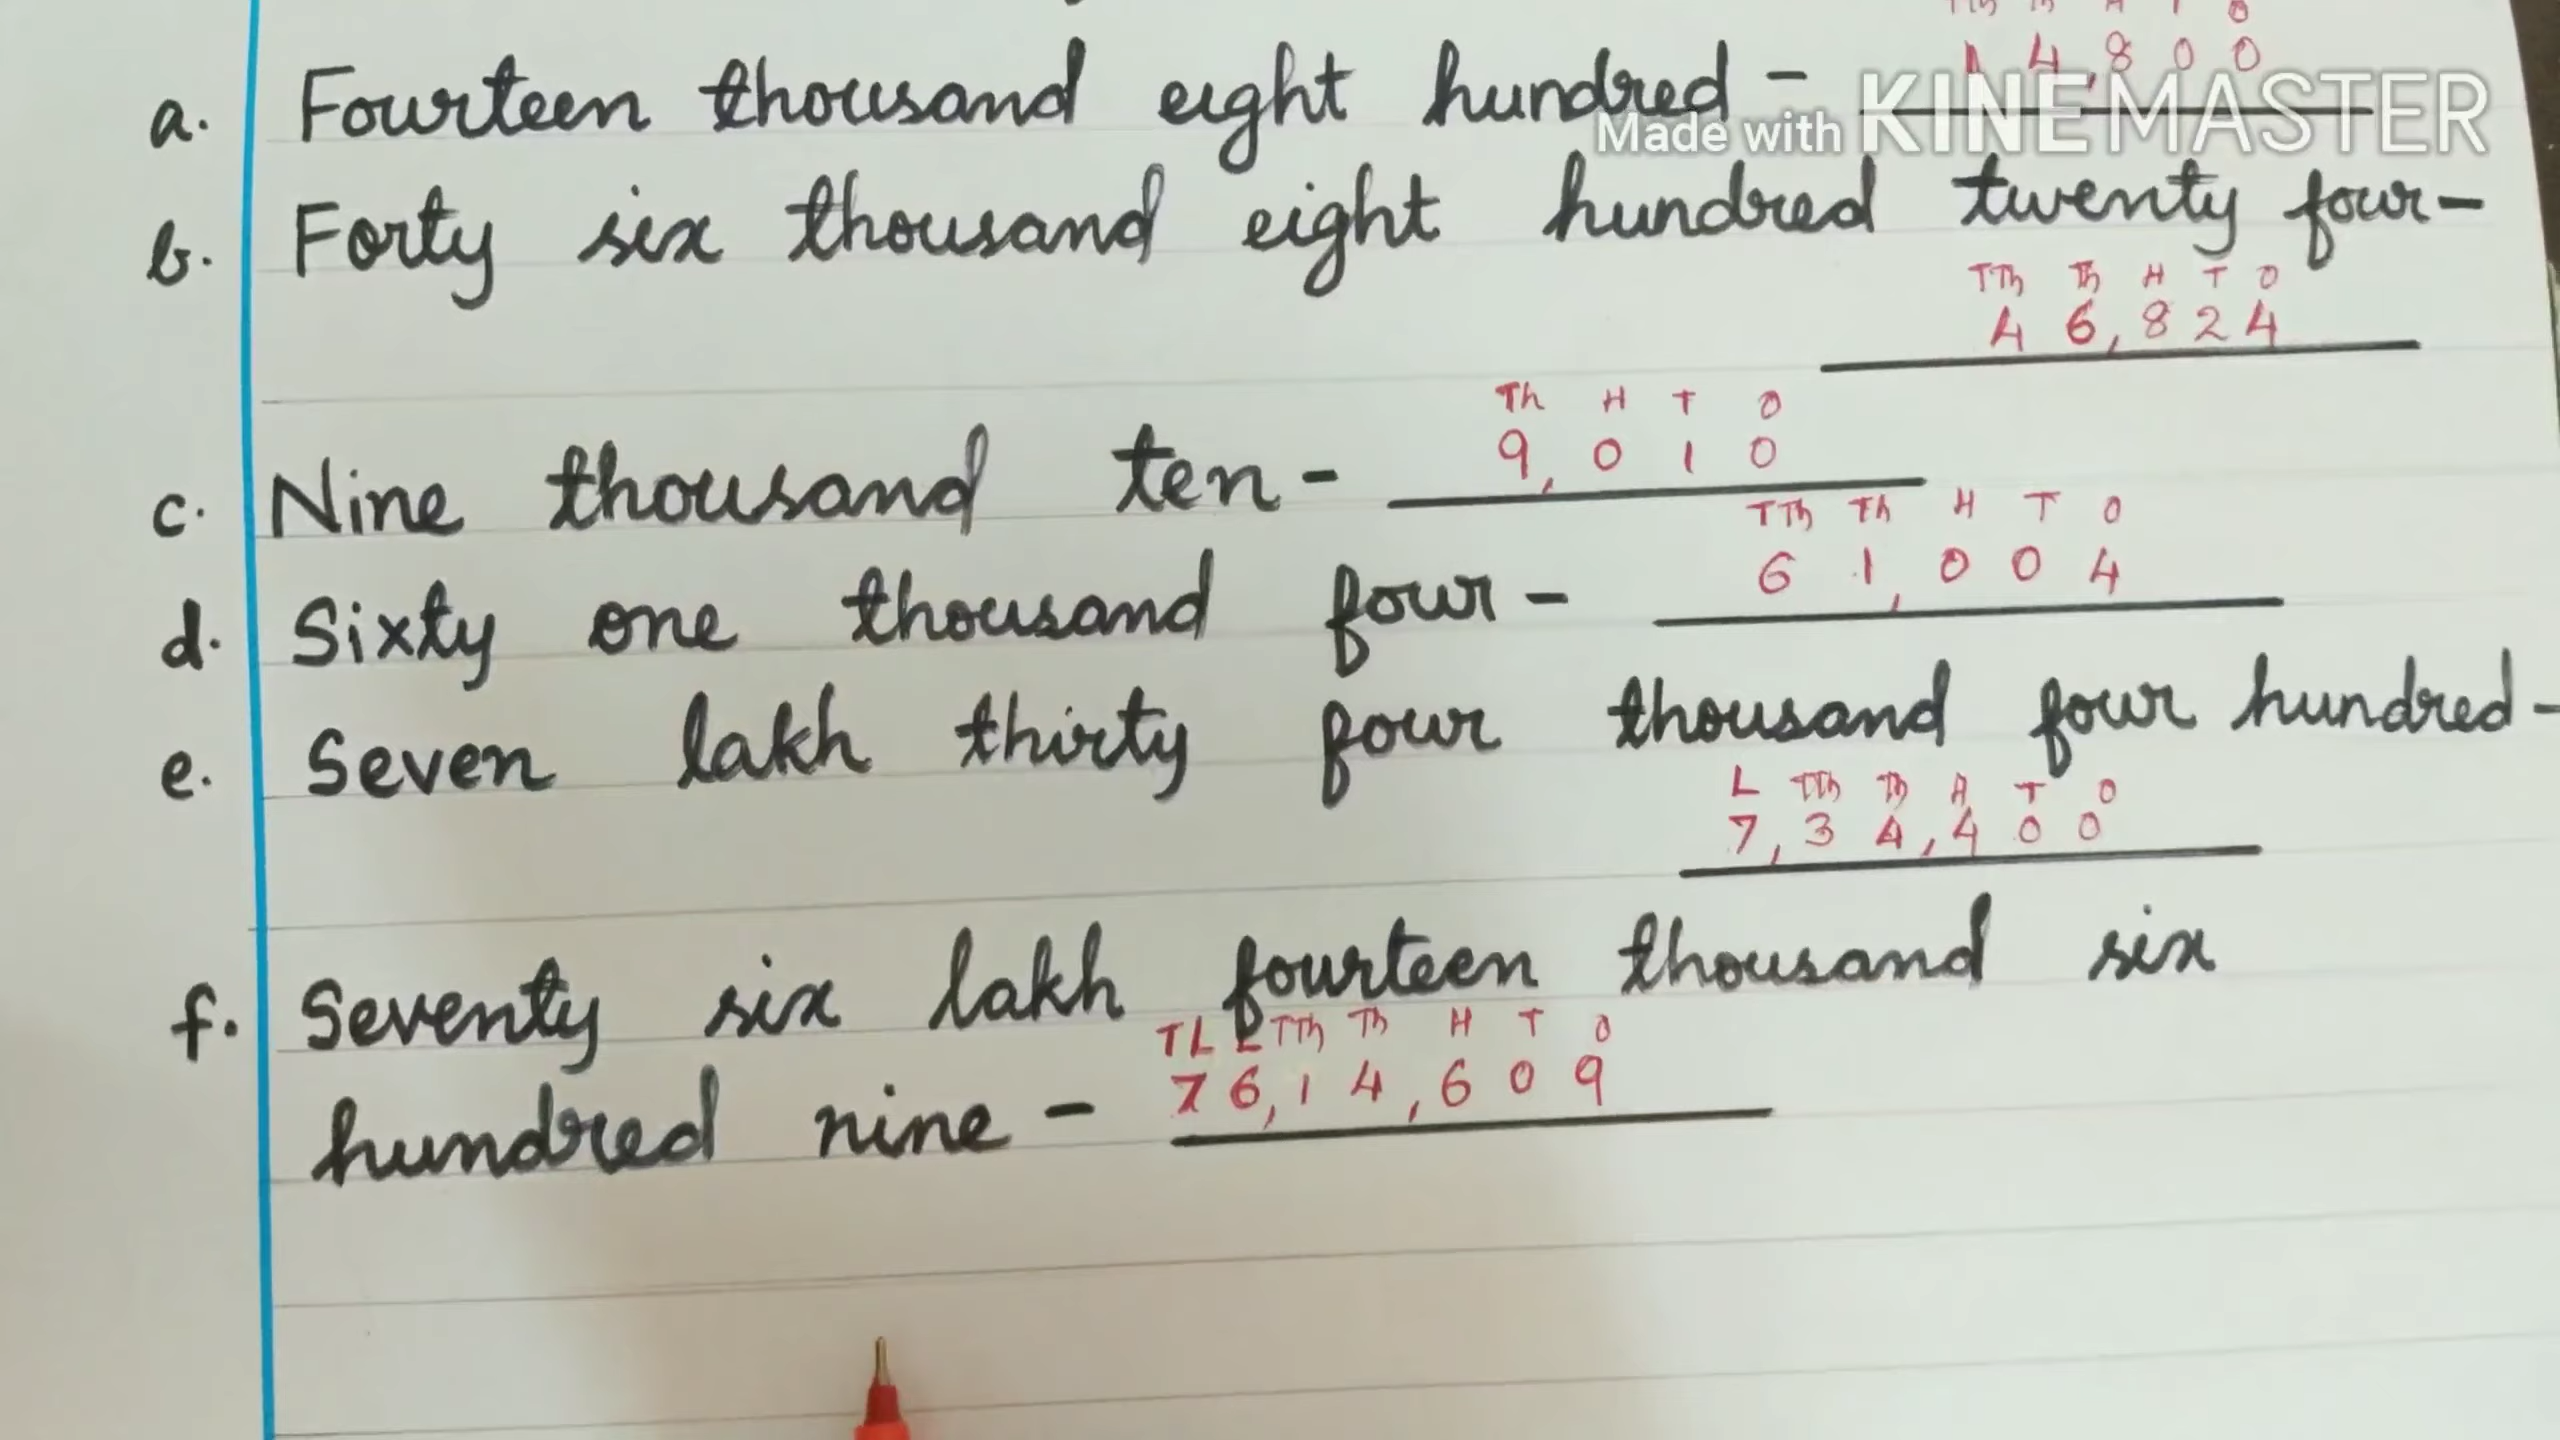 TTh Th H T O
a. Fourteen thousand eight hundred - 14,800
Made with KINEMASTER
b. Forty six thousand eight hundred twenty four -
TTh Th H T O
46,824
Th H T O
c. Nine thousand ten - 9,010
TTh Th H T O
d. Sixty one thousand four - 61,004
e. Seven lakh thirty four thousand four hundred -
L TTh Th H T O
7,34,400
f. Seventy six lakh fourteen thousand six
TL L TTh Th H T O
hundred nine - 76,14,609